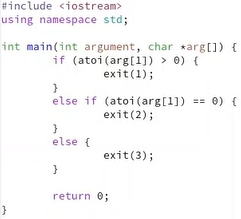 #include <iostream>
using namespace std;
int main(int argument, char *arg[]) {
if (atoi(arg[1]) > 0) {
exit(1);
}
else if (atoi(arg[1]) == 0) {
exit(2);
}
else {
exit(3);
}
return 0;
}